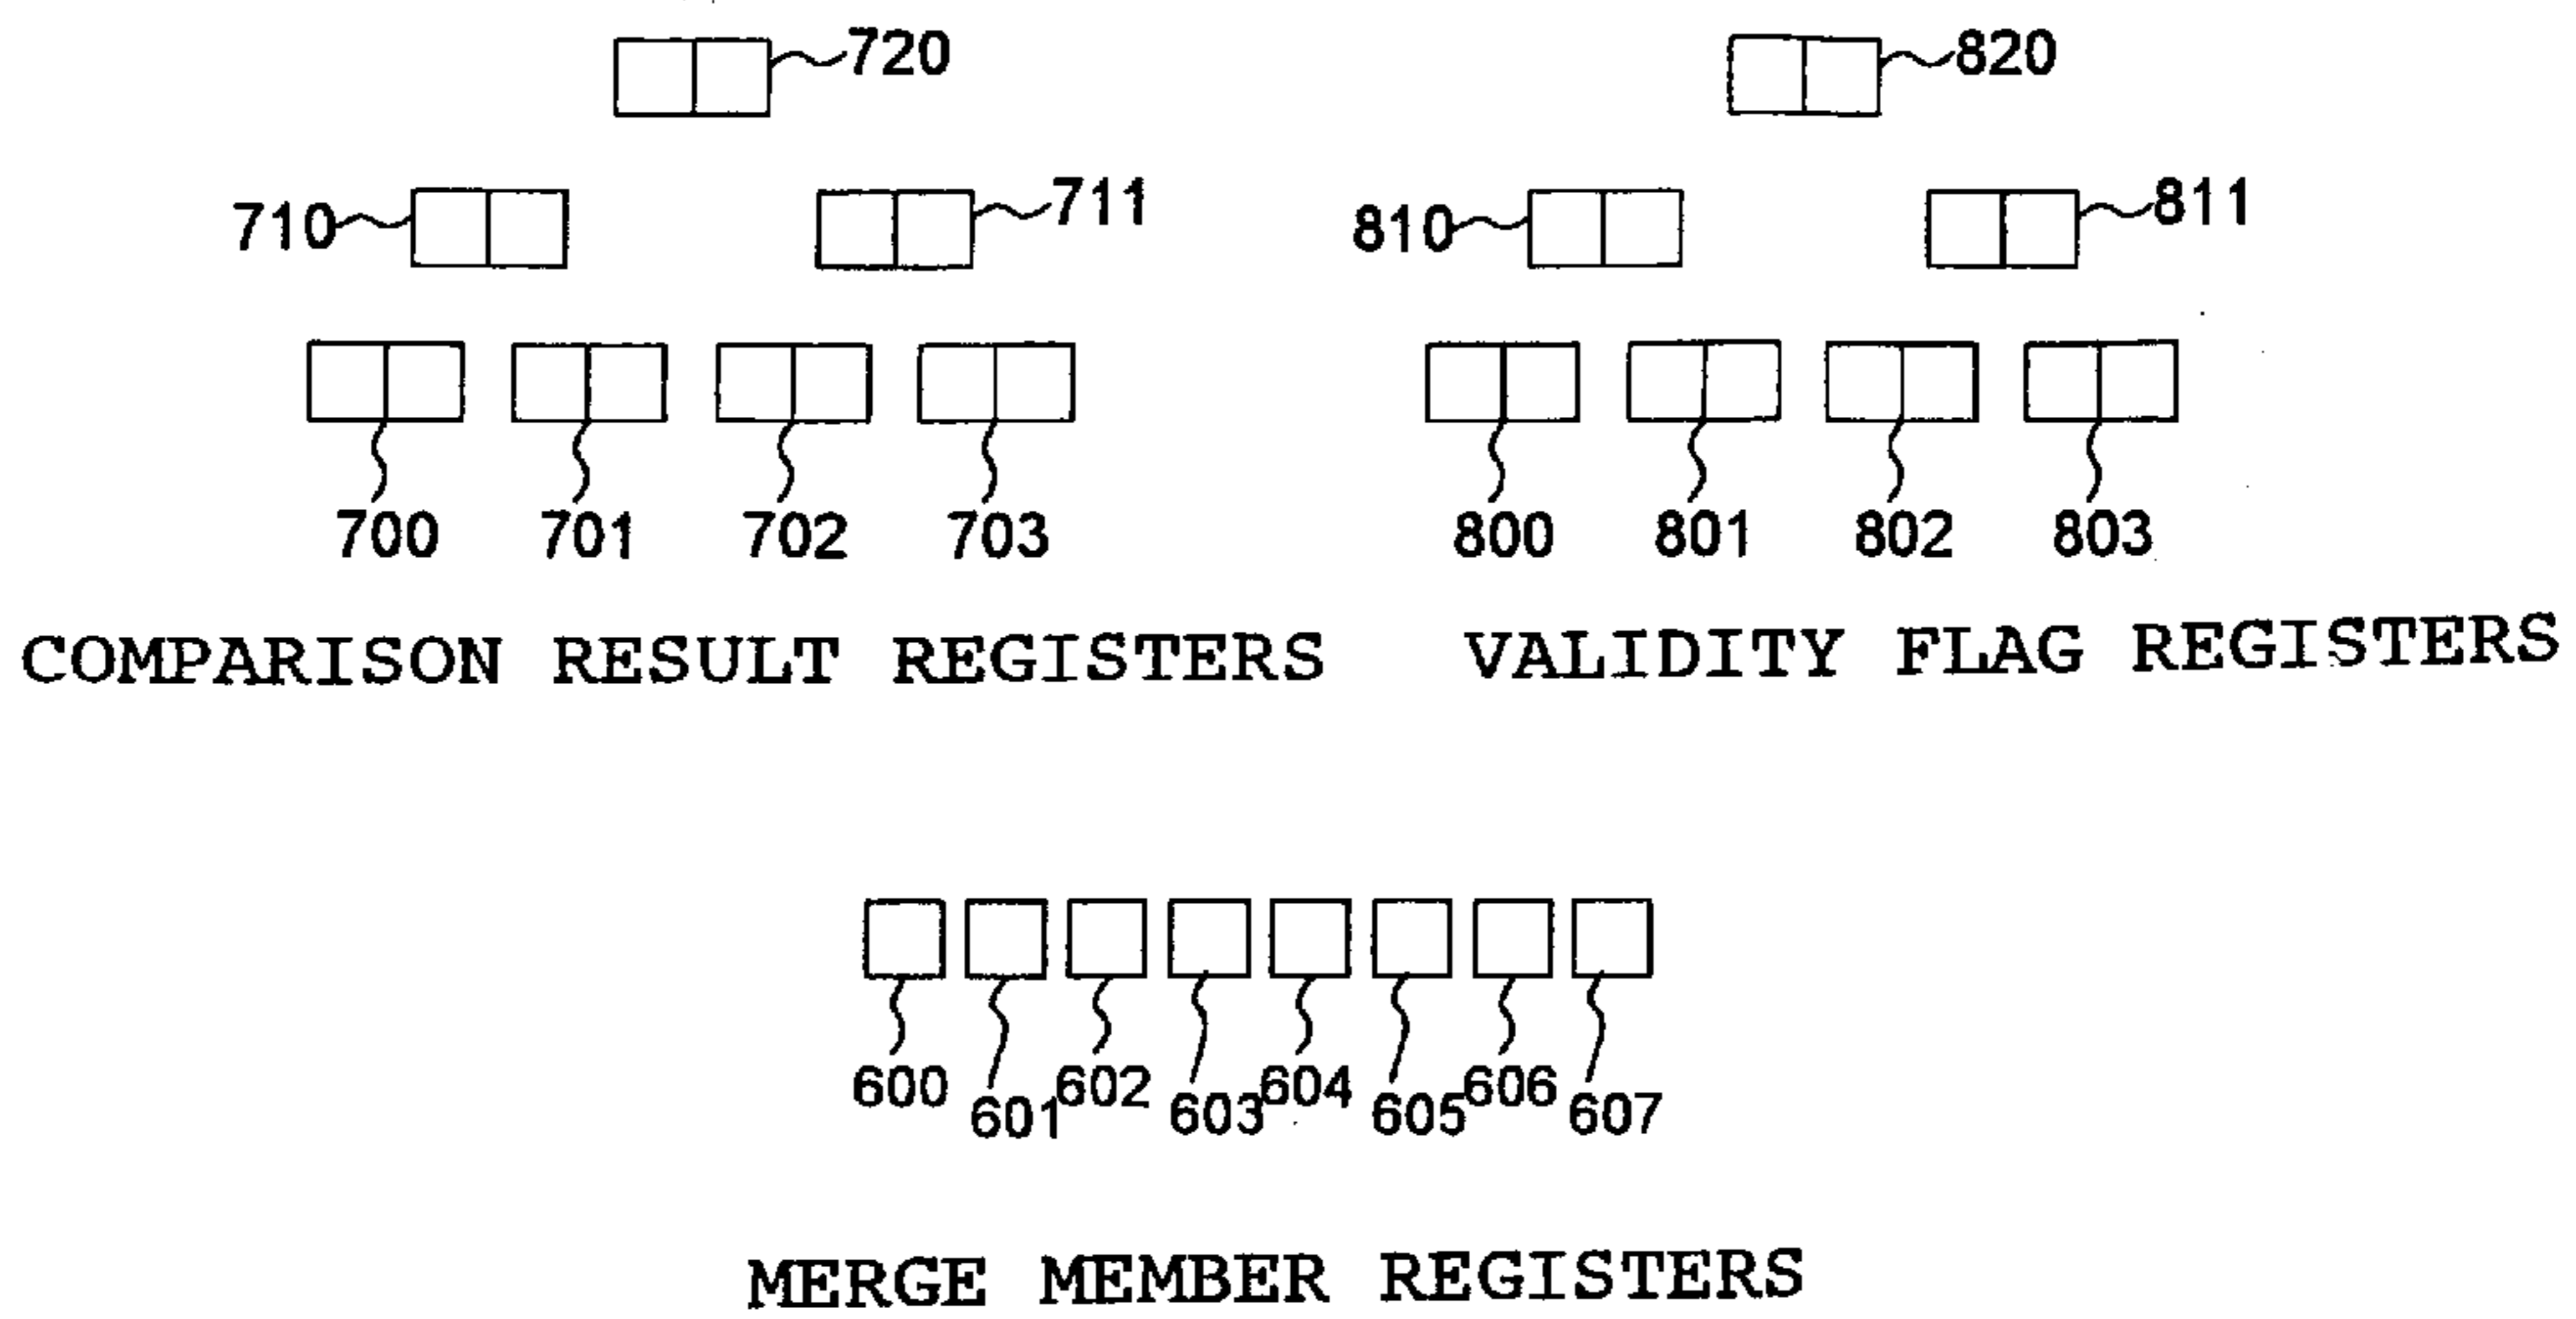 720 820
710 711 810 811
700 701 702 703 800 801 802 803
COMPARISON RESULT REGISTERS VALIDITY FLAG REGISTERS
600 601 602 603 604 605 606 607
MERGE MEMBER REGISTERS